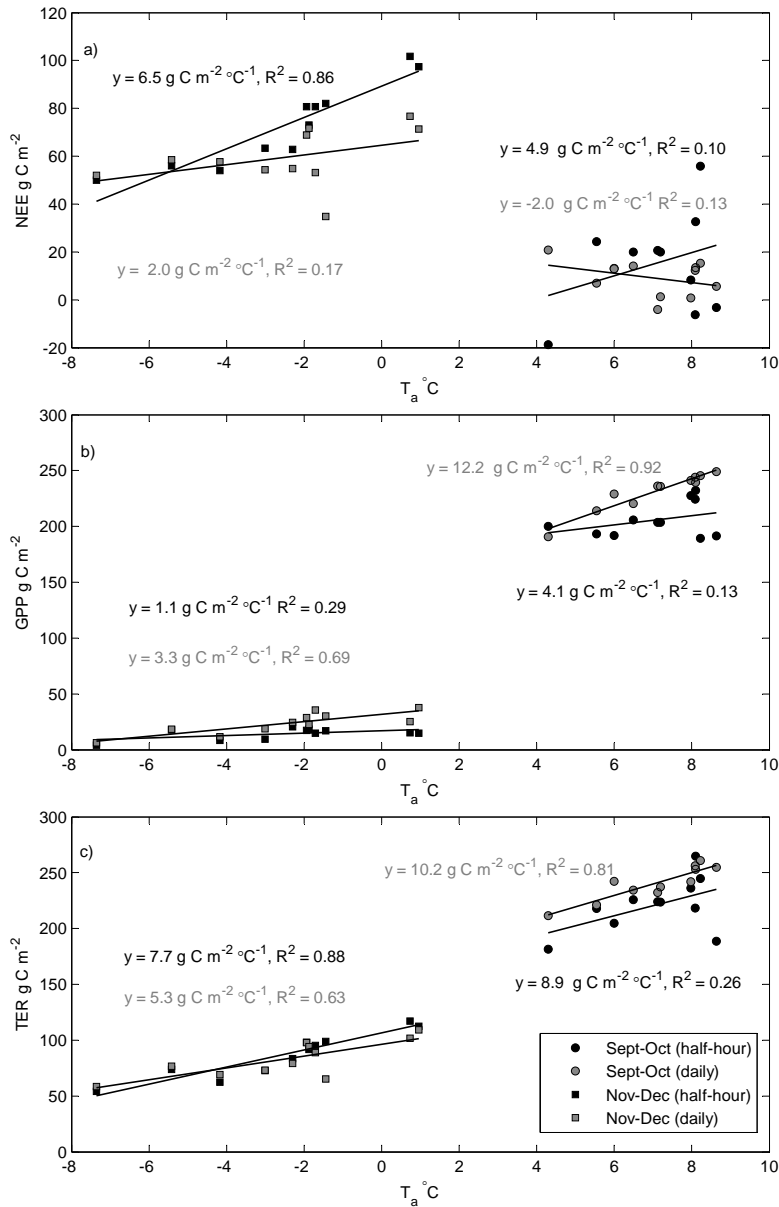 a)
y = 6.5 g C m⁻² °C⁻¹, R² = 0.86
y = 4.9 g C m⁻² °C⁻¹, R² = 0.10
y = -2.0 g C m⁻² °C⁻¹ R² = 0.13
y = 2.0 g C m⁻² °C⁻¹, R² = 0.17
NEE g C m⁻²
120
100
80
60
40
20
0
-20
-8 -6 -4 -2 0 2 4 6 8 10
Tₐ °C
b)
y = 12.2 g C m⁻² °C⁻¹, R² = 0.92
y = 4.1 g C m⁻² °C⁻¹, R² = 0.13
y = 1.1 g C m⁻² °C⁻¹ R² = 0.29
y = 3.3 g C m⁻² °C⁻¹, R² = 0.69
GPP g C m⁻²
300
250
200
150
100
50
0
-8 -6 -4 -2 0 2 4 6 8 10
Tₐ °C
c)
y = 10.2 g C m⁻² °C⁻¹, R² = 0.81
y = 7.7 g C m⁻² °C⁻¹, R² = 0.88
y = 5.3 g C m⁻² °C⁻¹, R² = 0.63
y = 8.9 g C m⁻² °C⁻¹, R² = 0.26
TER g C m⁻²
300
250
200
150
100
50
0
Sept-Oct (half-hour)
Sept-Oct (daily)
Nov-Dec (half-hour)
Nov-Dec (daily)
-8 -6 -4 -2 0 2 4 6 8 10
Tₐ °C